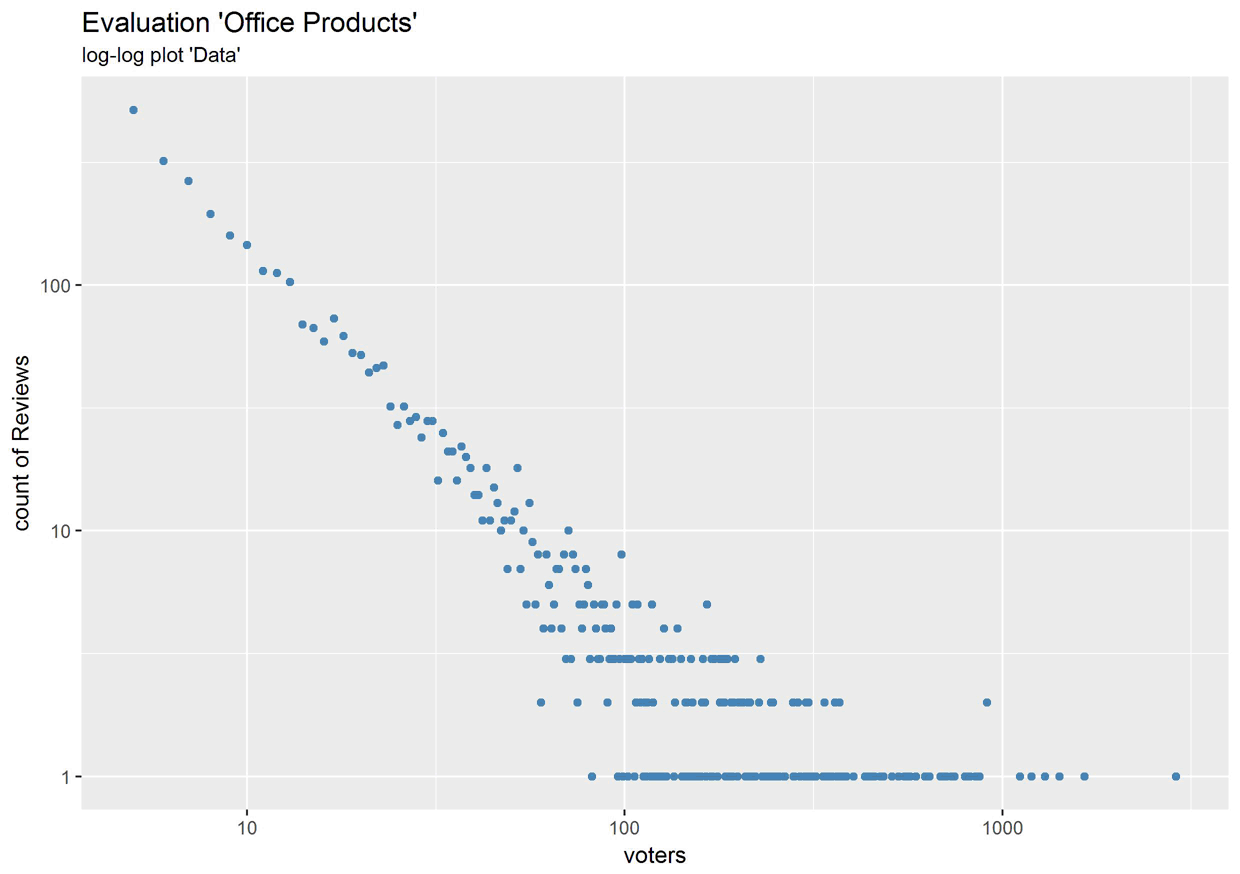 Evaluation 'Office Products'
log-log plot 'Data'
count of Reviews
100
10
1
10
100
1000
voters